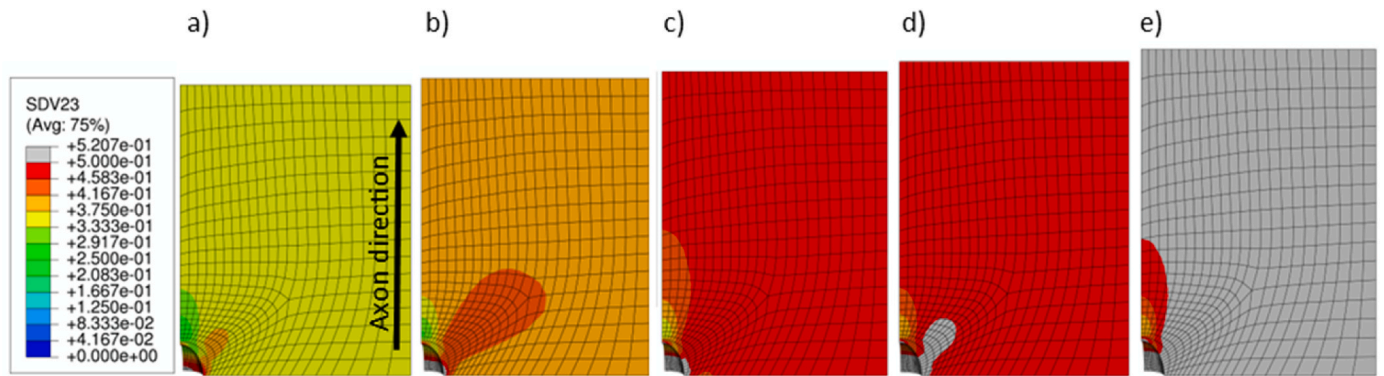 a) b) c) d) e)
SDV23
(Avg: 75%)
+5.207e-01
+5.000e-01
+4.583e-01
+4.167e-01
+3.750e-01
+3.333e-01
+2.917e-01
+2.500e-01
+2.083e-01
+1.667e-01
+1.250e-01
+8.333e-02
+4.167e-02
+0.000e+00
Axon direction